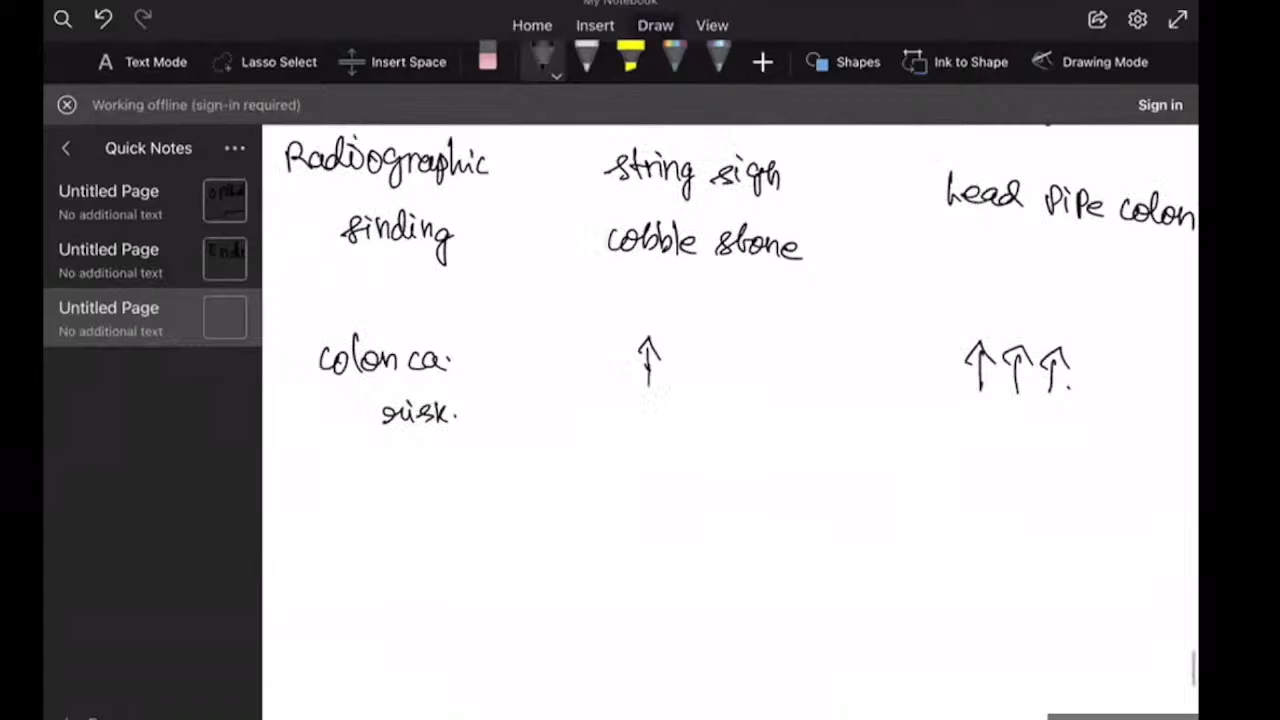 My Notebook
Home Insert Draw View
Text Mode Lasso Select Insert Space Shapes Ink to Shape Drawing Mode
Working offline (sign-in required) Sign in
Quick Notes
Untitled Page
No additional text
Untitled Page
No additional text
Untitled Page
No additional text
Radiographic string sign lead pipe colon
finding cobble stone
colon ca.
risk.